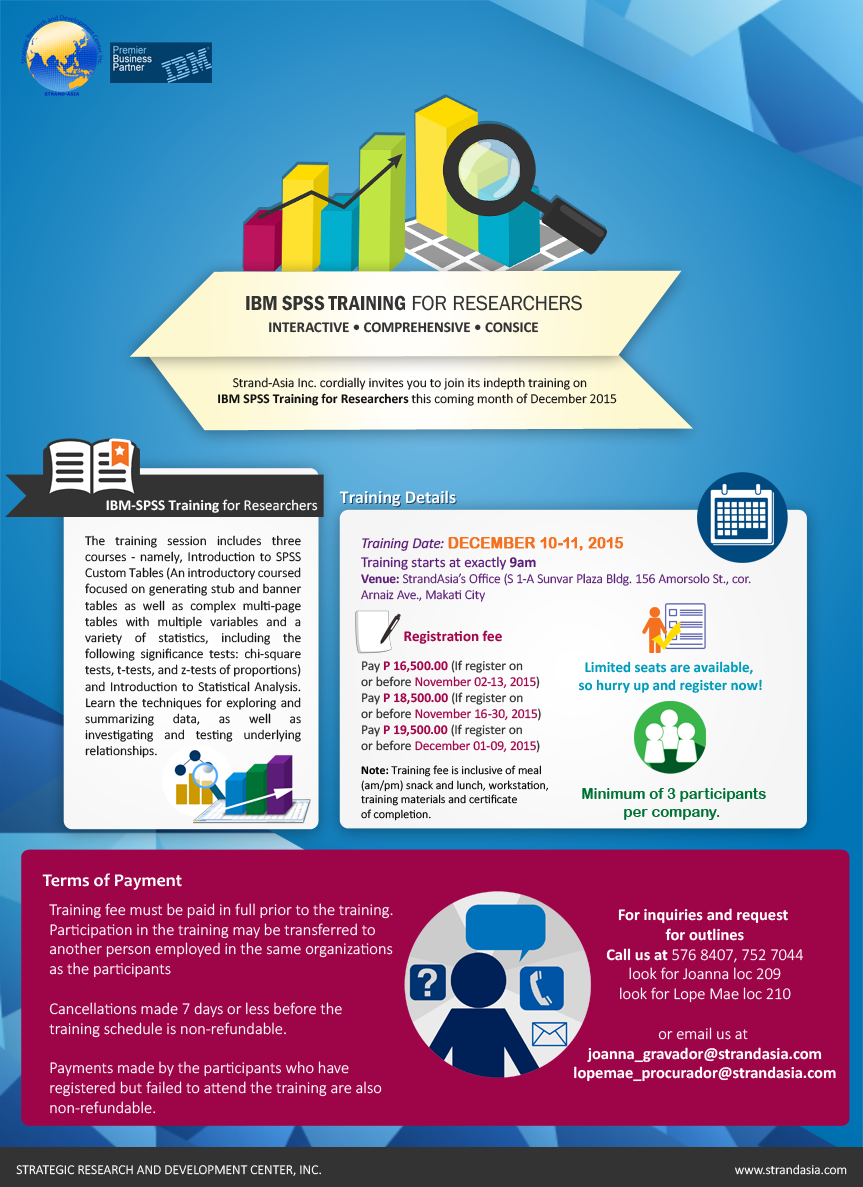 STRAND-ASIA
Premier
Business
Partner
IBM
IBM SPSS TRAINING FOR RESEARCHERS
INTERACTIVE • COMPREHENSIVE • CONSICE
Strand-Asia Inc. cordially invites you to join its indepth training on
IBM SPSS Training for Researchers this coming month of December 2015
IBM-SPSS Training for Researchers
The training session includes three
courses - namely, Introduction to SPSS
Custom Tables (An introductory coursed
focused on generating stub and banner
tables as well as complex multi-page
tables with multiple variables and a
variety of statistics, including the
following significance tests: chi-square
tests, t-tests, and z-tests of proportions)
and Introduction to Statistical Analysis.
Learn the techniques for exploring and
summarizing data, as well as
investigating and testing underlying
relationships.
Training Details
Training Date: DECEMBER 10-11, 2015
Training starts at exactly 9am
Venue: StrandAsia's Office (S 1-A Sunvar Plaza Bldg. 156 Amorsolo St., cor.
Arnaiz Ave., Makati City
Registration fee
Pay P 16,500.00 (If register on
or before November 02-13, 2015)
Pay P 18,500.00 (If register on
or before November 16-30, 2015)
Pay P 19,500.00 (If register on
or before December 01-09, 2015)
Note: Training fee is inclusive of meal
(am/pm) snack and lunch, workstation,
training materials and certificate
of completion.
Limited seats are available,
so hurry up and register now!
Minimum of 3 participants
per company.
Terms of Payment
Training fee must be paid in full prior to the training.
Participation in the training may be transferred to
another person employed in the same organizations
as the participants
Cancellations made 7 days or less before the
training schedule is non-refundable.
Payments made by the participants who have
registered but failed to attend the training are also
non-refundable.
?
For inquiries and request
for outlines
Call us at 576 8407, 752 7044
look for Joanna loc 209
look for Lope Mae loc 210
or email us at
joanna_gravador@strandasia.com
lopemae_procurador@strandasia.com
STRATEGIC RESEARCH AND DEVELOPMENT CENTER, INC.
www.strandasia.com